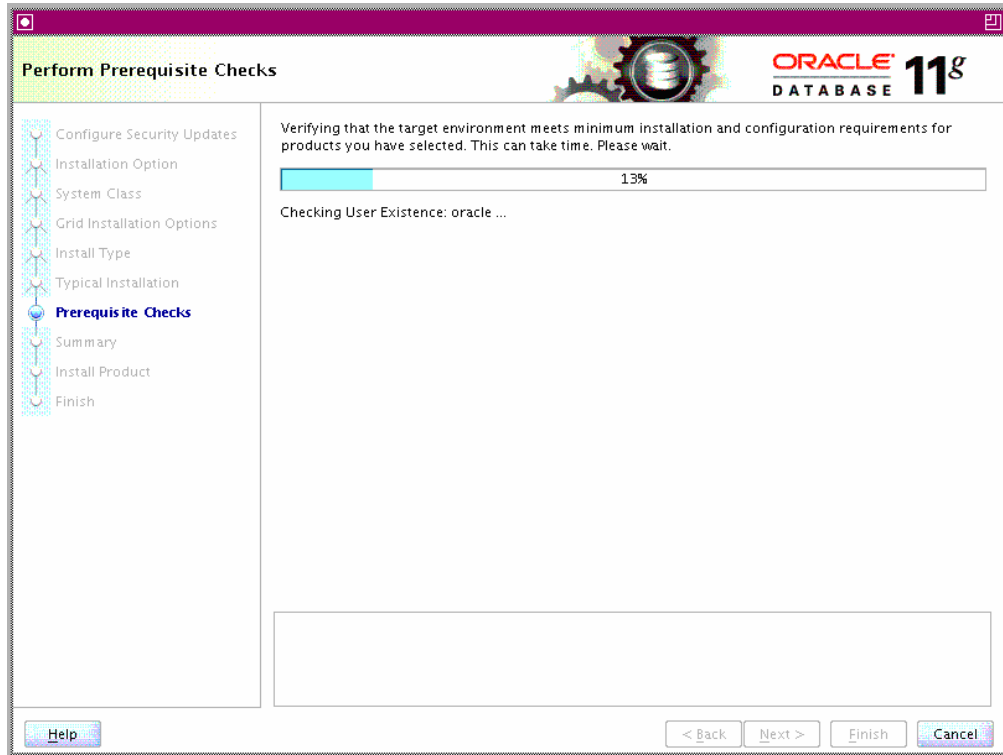 Perform Prerequisite Checks
ORACLE
DATABASE
11g
Configure Security Updates
Installation Option
System Class
Grid Installation Options
Install Type
Typical Installation
Prerequisite Checks
Summary
Install Product
Finish
Verifying that the target environment meets minimum installation and configuration requirements for
products you have selected. This can take time. Please wait.
13%
Checking User Existence: oracle ...
Help
< Back
Next >
Finish
Cancel